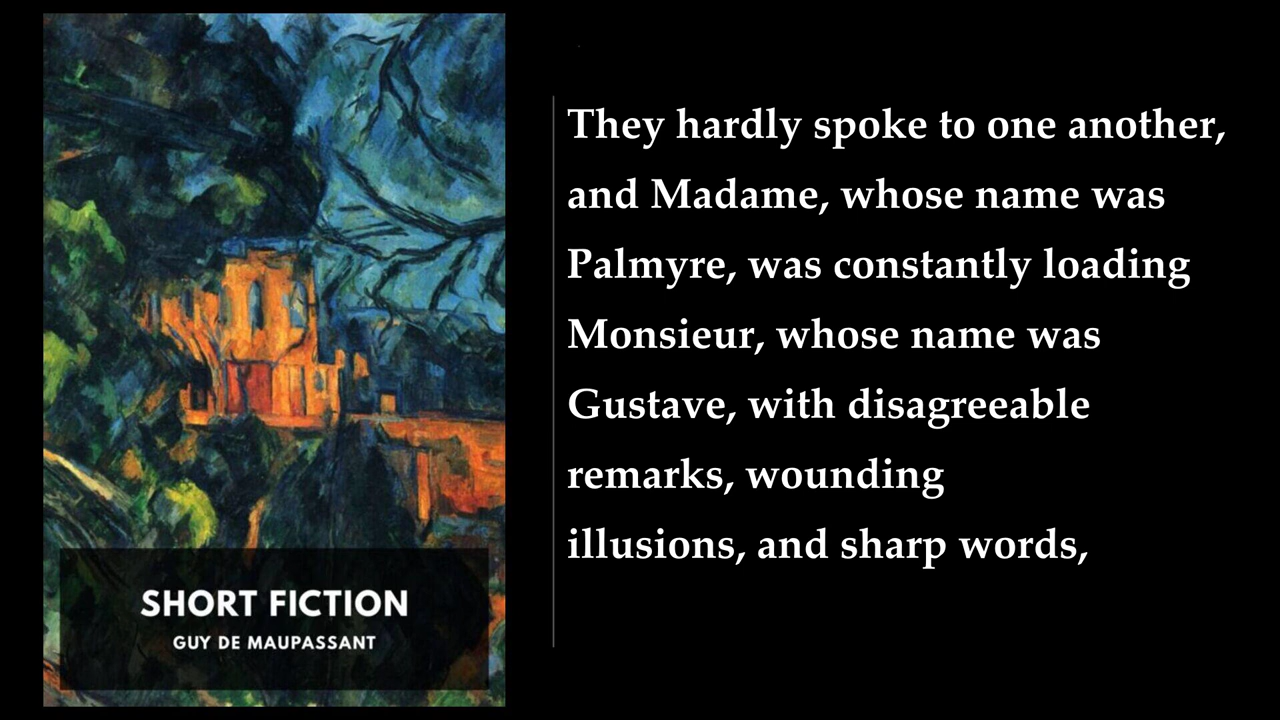 They hardly spoke to one another,
and Madame, whose name was
Palmyre, was constantly loading
Monsieur, whose name was
Gustave, with disagreeable
remarks, wounding
illusions, and sharp words,
SHORT FICTION
GUY DE MAUPASSANT